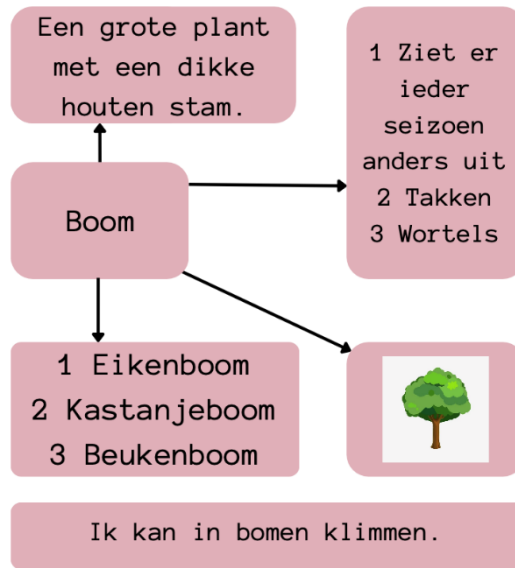 Een grote plant
met een dikke
houten stam.
1 Ziet er
ieder
seizoen
anders uit
2 Takken
3 Wortels
Boom
1 Eikenboom
2 Kastanjeboom
3 Beukenboom
Ik kan in bomen klimmen.